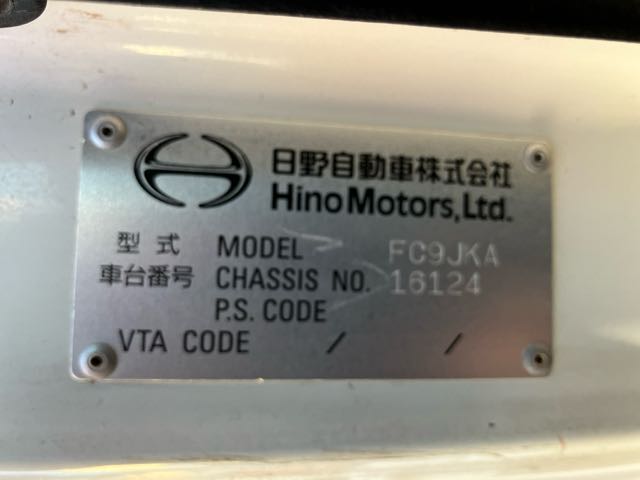 日野自動車株式会社
Hino Motors, Ltd.
型式 MODEL FC9JKA
車台番号 CHASSIS NO. 16124
P.S. CODE
VTA CODE / /